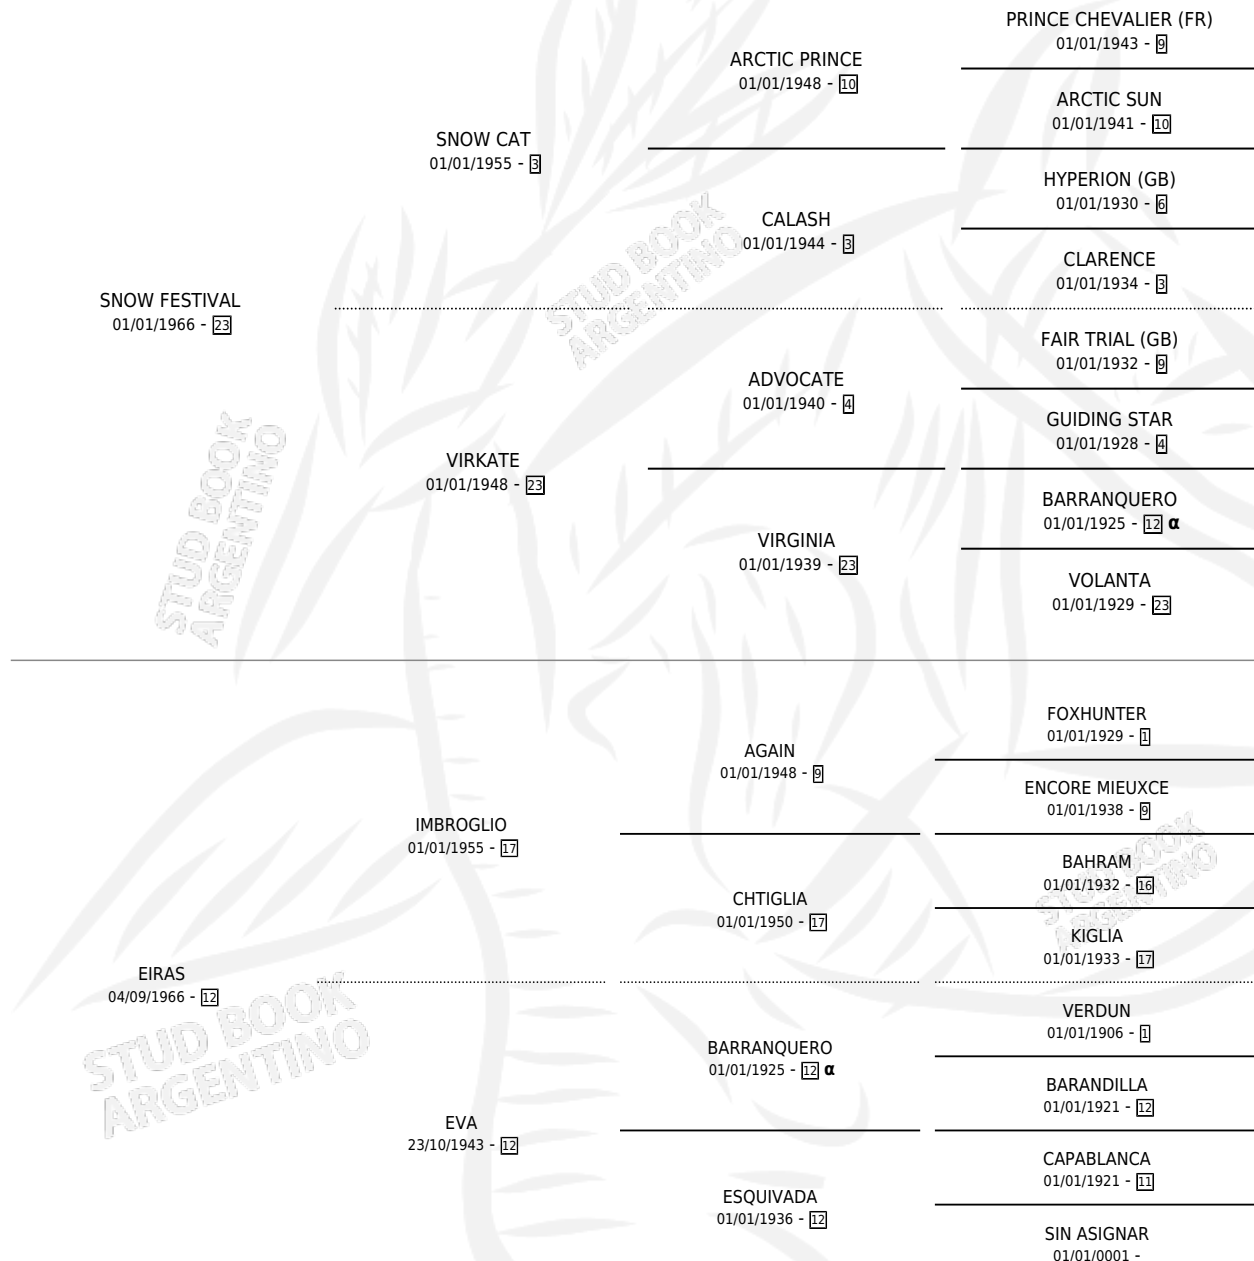 PRINCE CHEVALIER (FR)
01/01/1943 - 9
ARCTIC PRINCE
01/01/1948 - 10
ARCTIC SUN
01/01/1941 - 10
SNOW CAT
01/01/1955 - 3
HYPERION (GB)
01/01/1930 - 6
CALASH
01/01/1944 - 3
CLARENCE
01/01/1934 - 3
SNOW FESTIVAL
01/01/1966 - 23
FAIR TRIAL (GB)
01/01/1932 - 9
ADVOCATE
01/01/1940 - 4
GUIDING STAR
01/01/1928 - 4
VIRKATE
01/01/1948 - 23
BARRANQUERO
01/01/1925 - 12 α
VIRGINIA
01/01/1939 - 23
VOLANTA
01/01/1929 - 23
FOXHUNTER
01/01/1929 - 1
AGAIN
01/01/1948 - 9
ENCORE MIEUXCE
01/01/1938 - 9
IMBROGLIO
01/01/1955 - 17
BAHRAM
01/01/1932 - 16
CHTIGLIA
01/01/1950 - 17
KIGLIA
01/01/1933 - 17
EIRAS
04/09/1966 - 12
VERDUN
01/01/1906 - 1
BARRANQUERO
01/01/1925 - 12 α
BARANDILLA
01/01/1921 - 12
EVA
23/10/1943 - 12
CAPABLANCA
01/01/1921 - 11
ESQUIVADA
01/01/1936 - 12
SIN ASIGNAR
01/01/0001 -
STUD BOOK
ARGENTINO
STUD BOOK
ARGENTINO
STUD BOOK
ARGENTINO
STUD BOOK
ARGENTINO